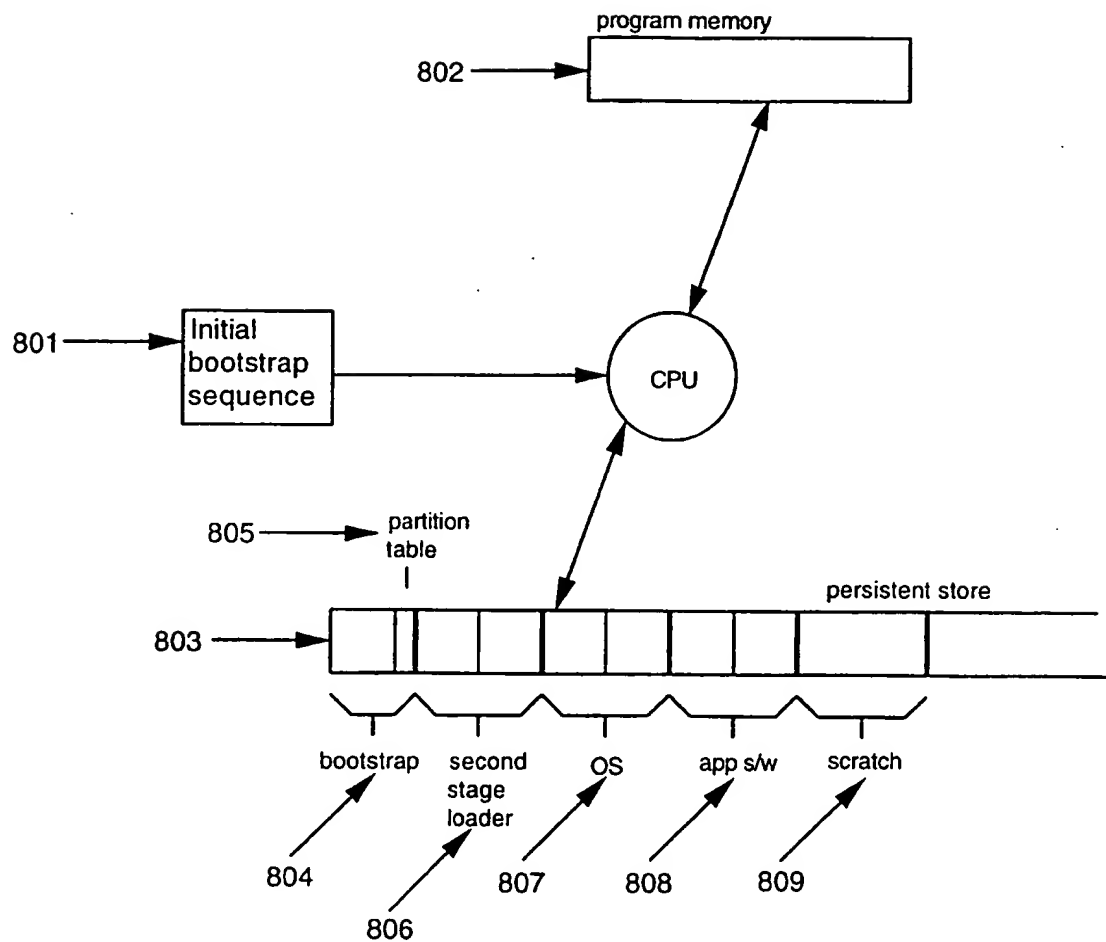 program memory
802
801
Initial
bootstrap
sequence
CPU
805
partition
table
persistent store
803
bootstrap
second
stage
loader
OS
app s/w
scratch
804
806
807
808
809